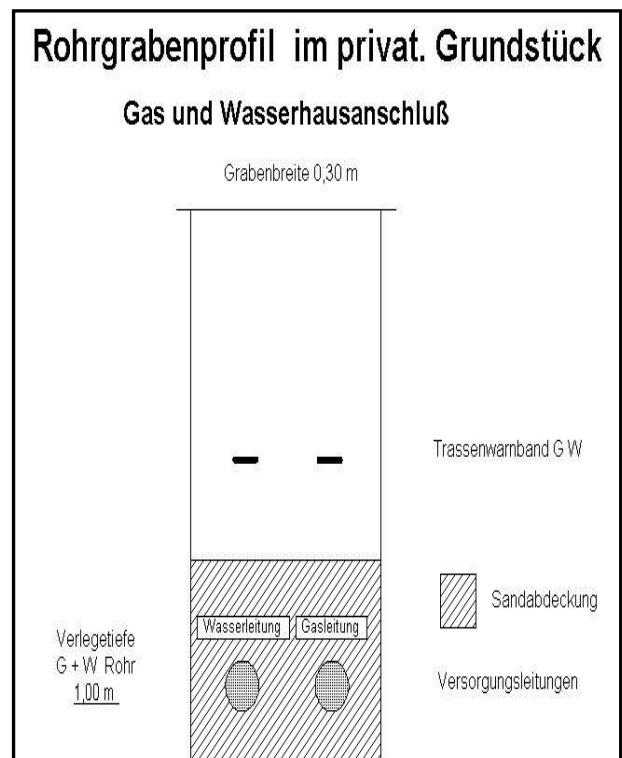 Rohrgrabenprofil im privat. Grundstück
Gas und Wasserhausanschluß
Grabenbreite 0,30 m
Trassenwarnband G W
Sandabdeckung
Wasserleitung
Gasleitung
Verlegetiefe
G + W Rohr
1,00 m
Versorgungsleitungen